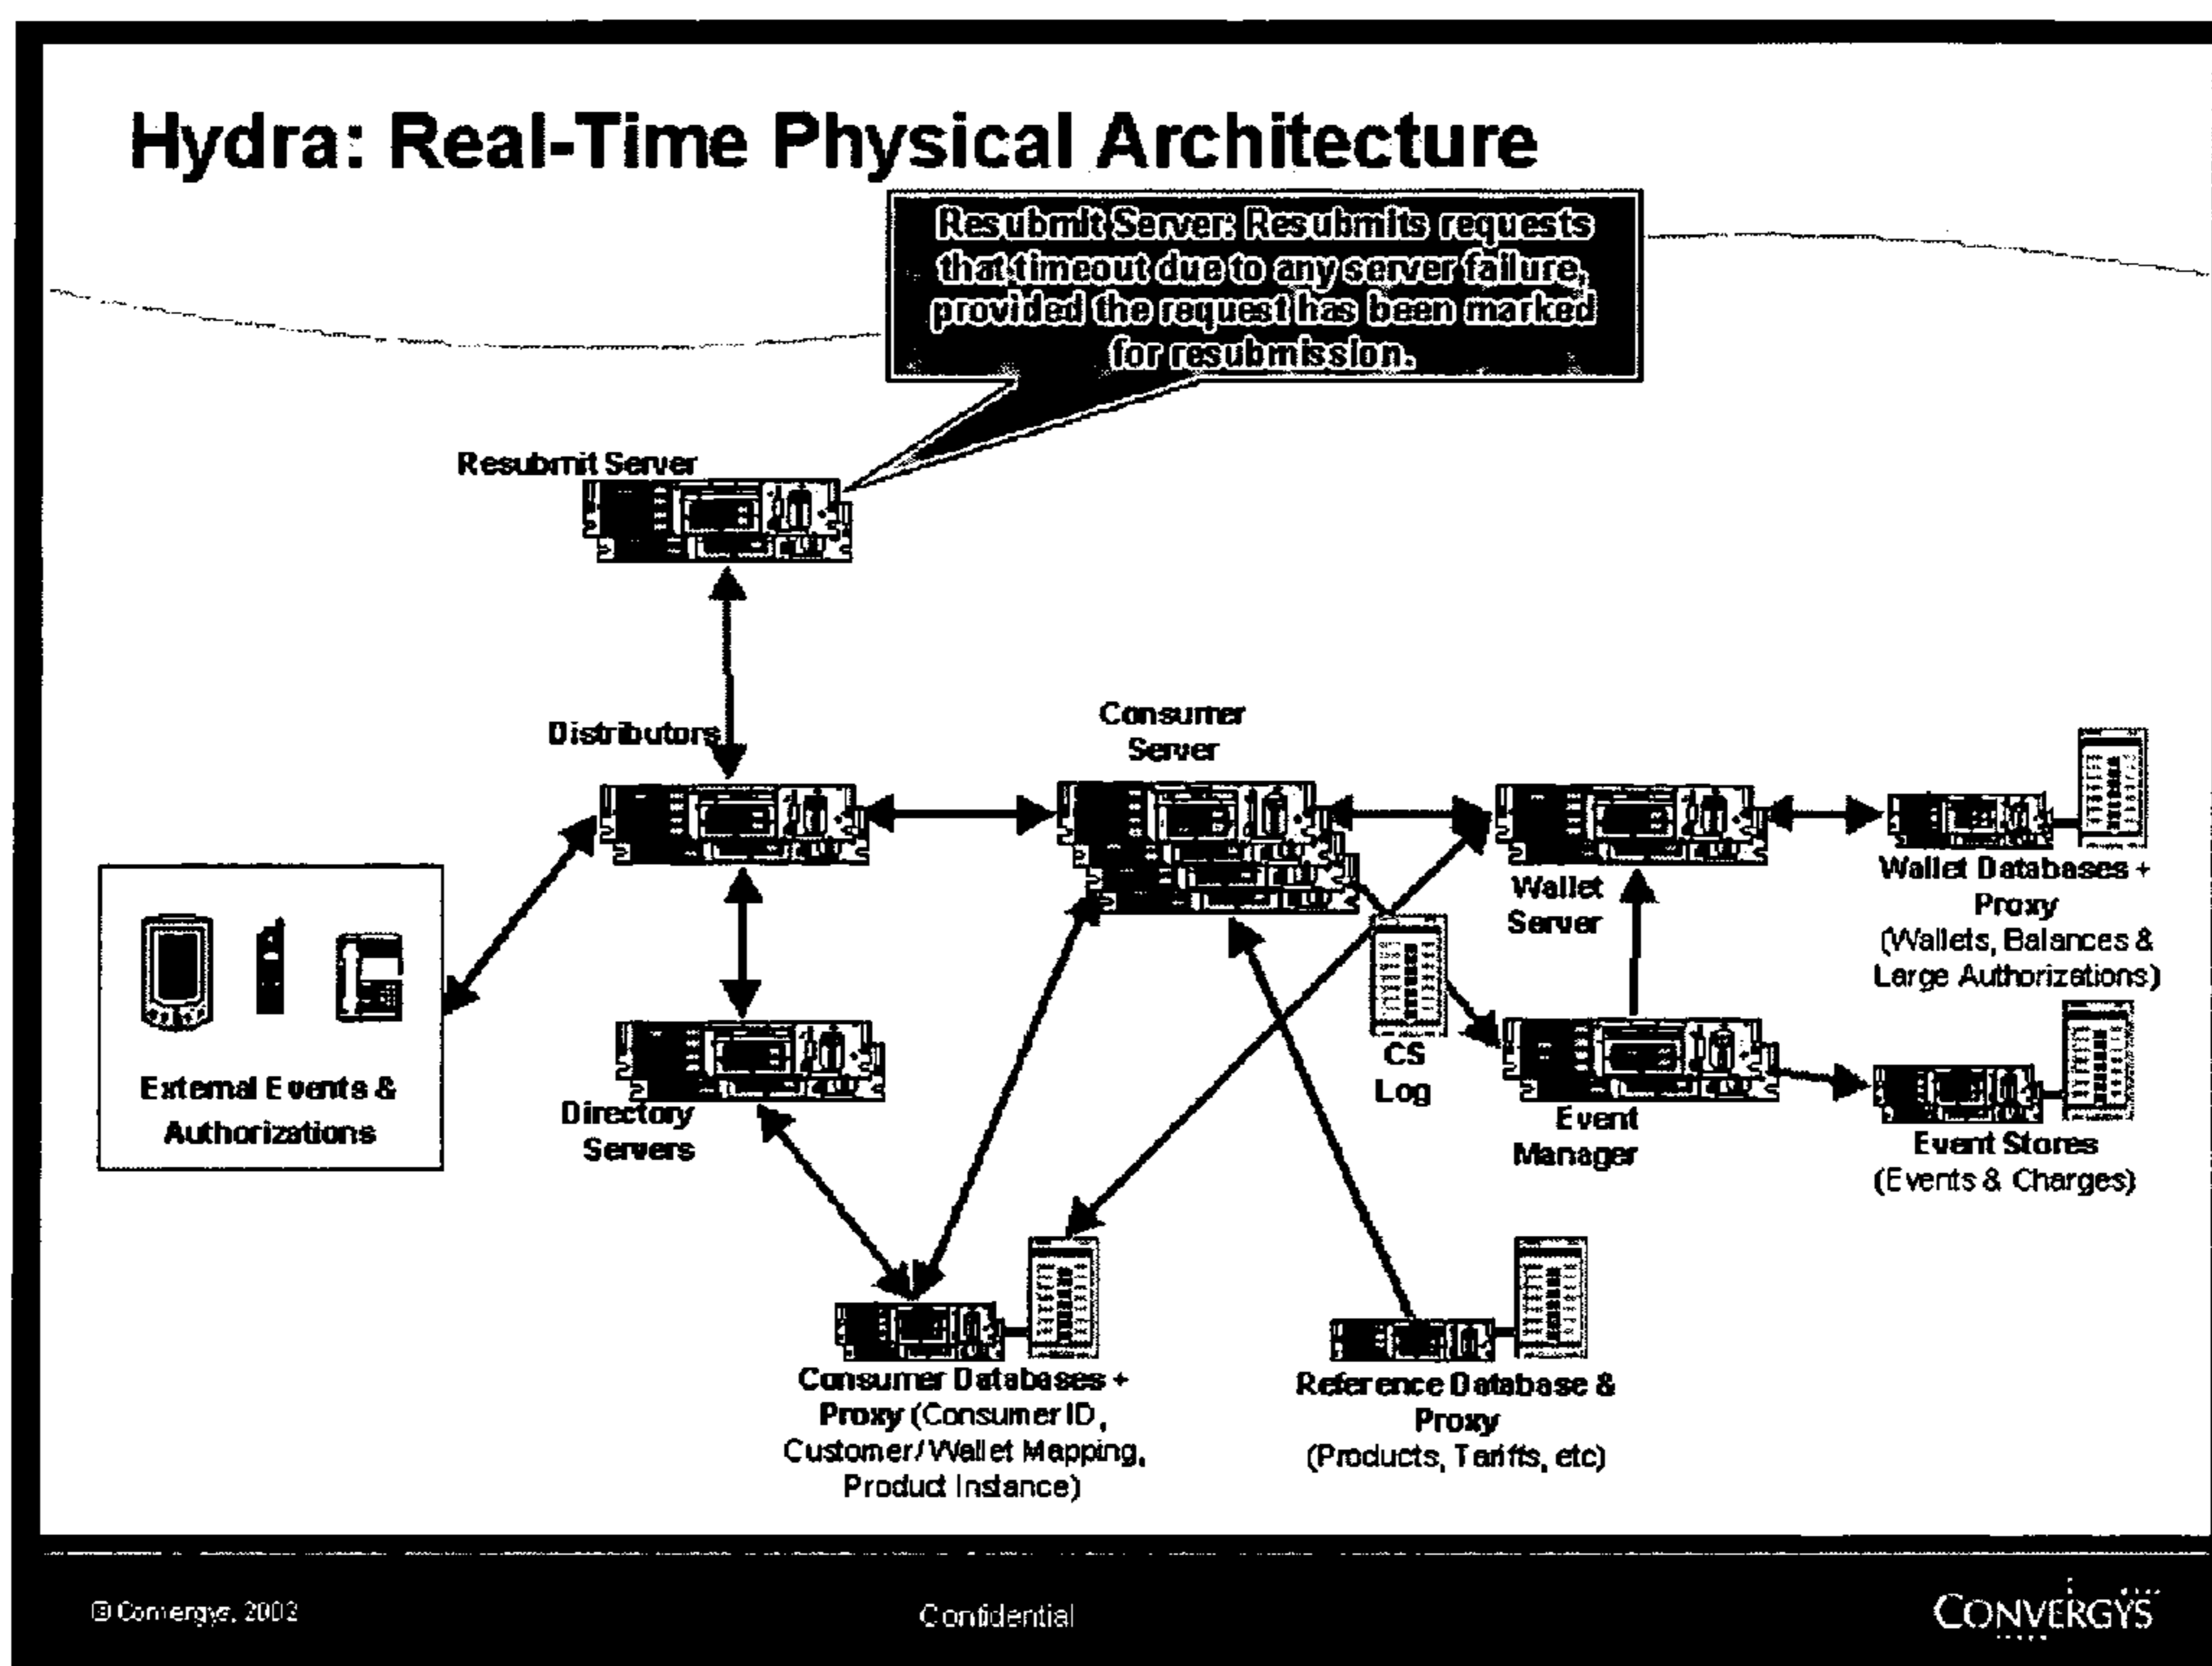 Hydra: Real-Time Physical Architecture
Resubmit Server: Resubmits requests
that timeout due to any server failure,
provided the request has been marked
for resubmission.
Resubmit Server
Distributors
Consumer
Server
Wallet
Server
Wallet Databases +
Proxy
(Wallets, Balances &
Large Authorizations)
External Events &
Authorizations
Directory
Servers
CS
Log
Event
Manager
Event Stores
(Events & Charges)
Consumer Databases +
Proxy (Consumer ID,
Customer/Wallet Mapping,
Product Instance)
Reference Database &
Proxy
(Products, Tariffs, etc)
© Convergys, 2002
Confidential
CONVERGYS